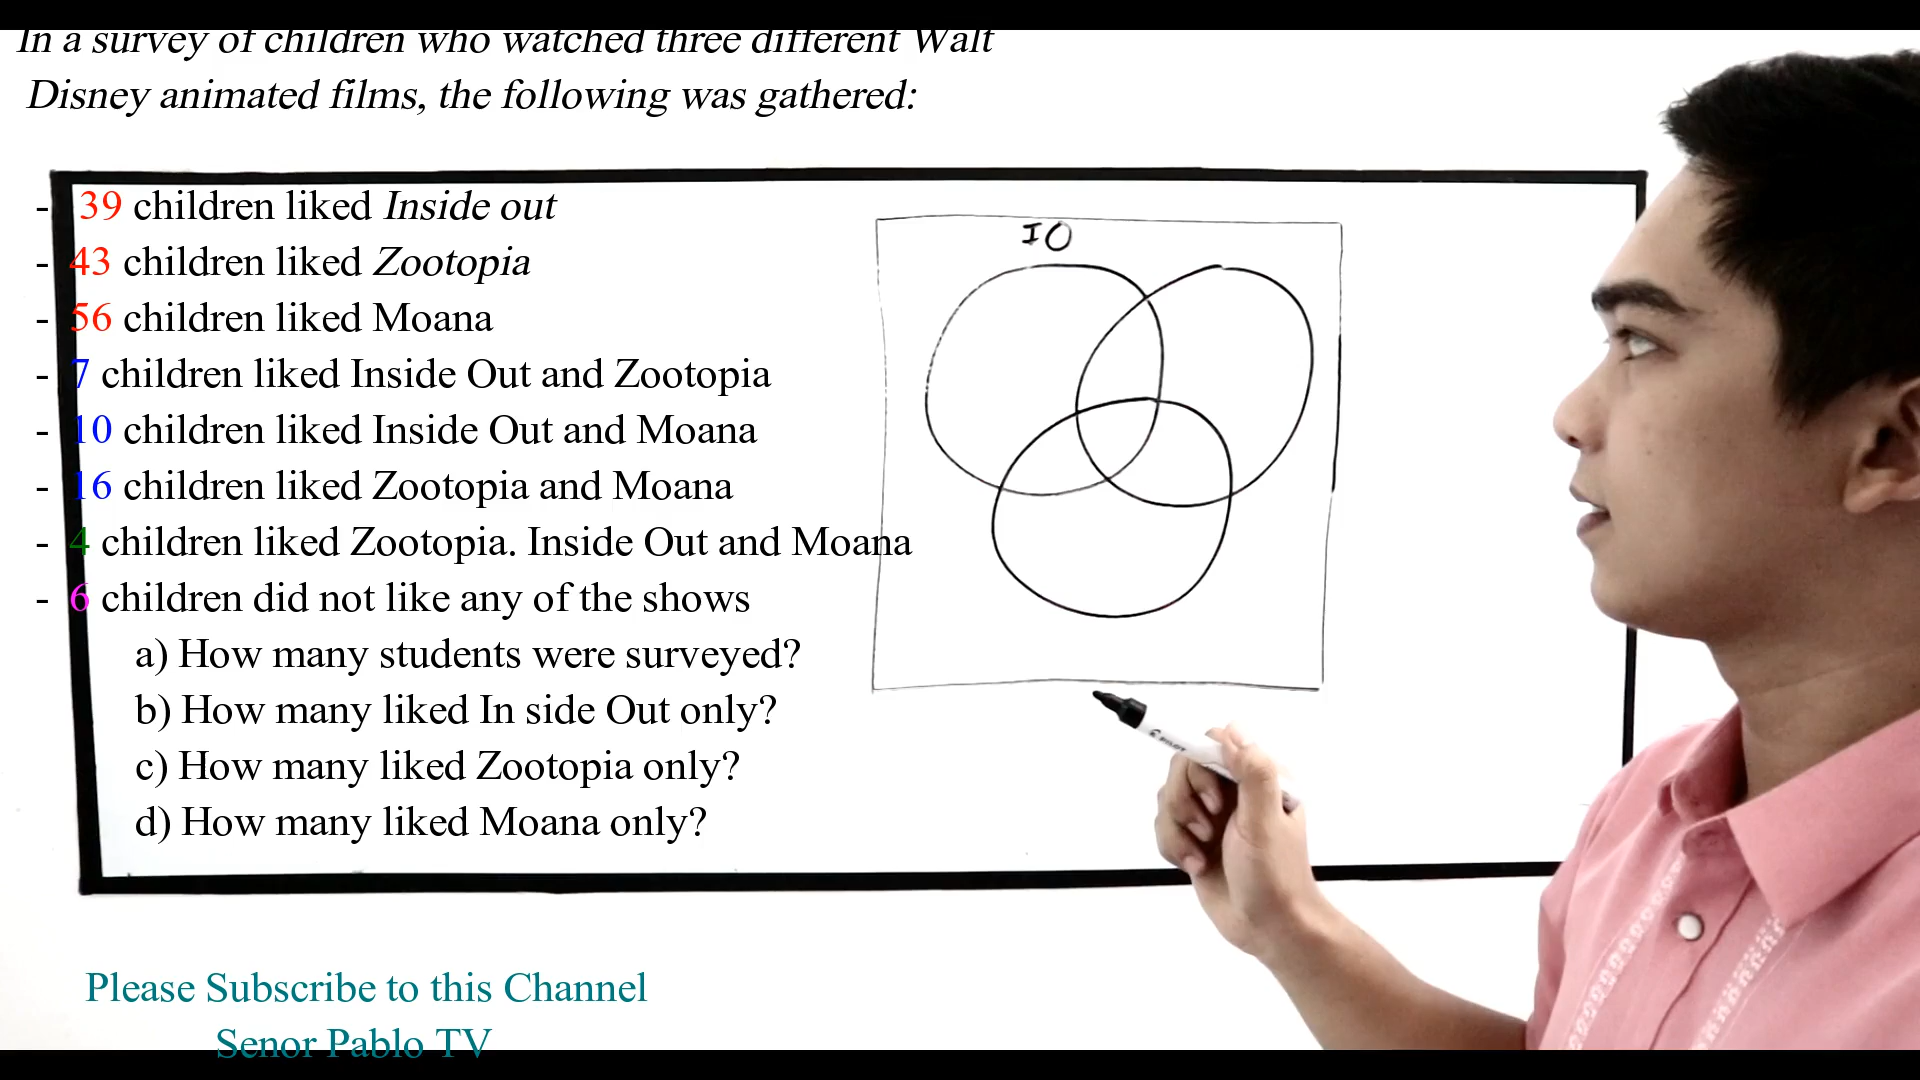 In a survey of children who watched three different Walt
Disney animated films, the following was gathered:
- 39 children liked Inside out
- 43 children liked Zootopia
- 56 children liked Moana
- 7 children liked Inside Out and Zootopia
- 10 children liked Inside Out and Moana
- 16 children liked Zootopia and Moana
- 4 children liked Zootopia. Inside Out and Moana
- 6 children did not like any of the shows
a) How many students were surveyed?
b) How many liked In side Out only?
c) How many liked Zootopia only?
d) How many liked Moana only?
IO
PILOT
Please Subscribe to this Channel
Senor Pablo TV